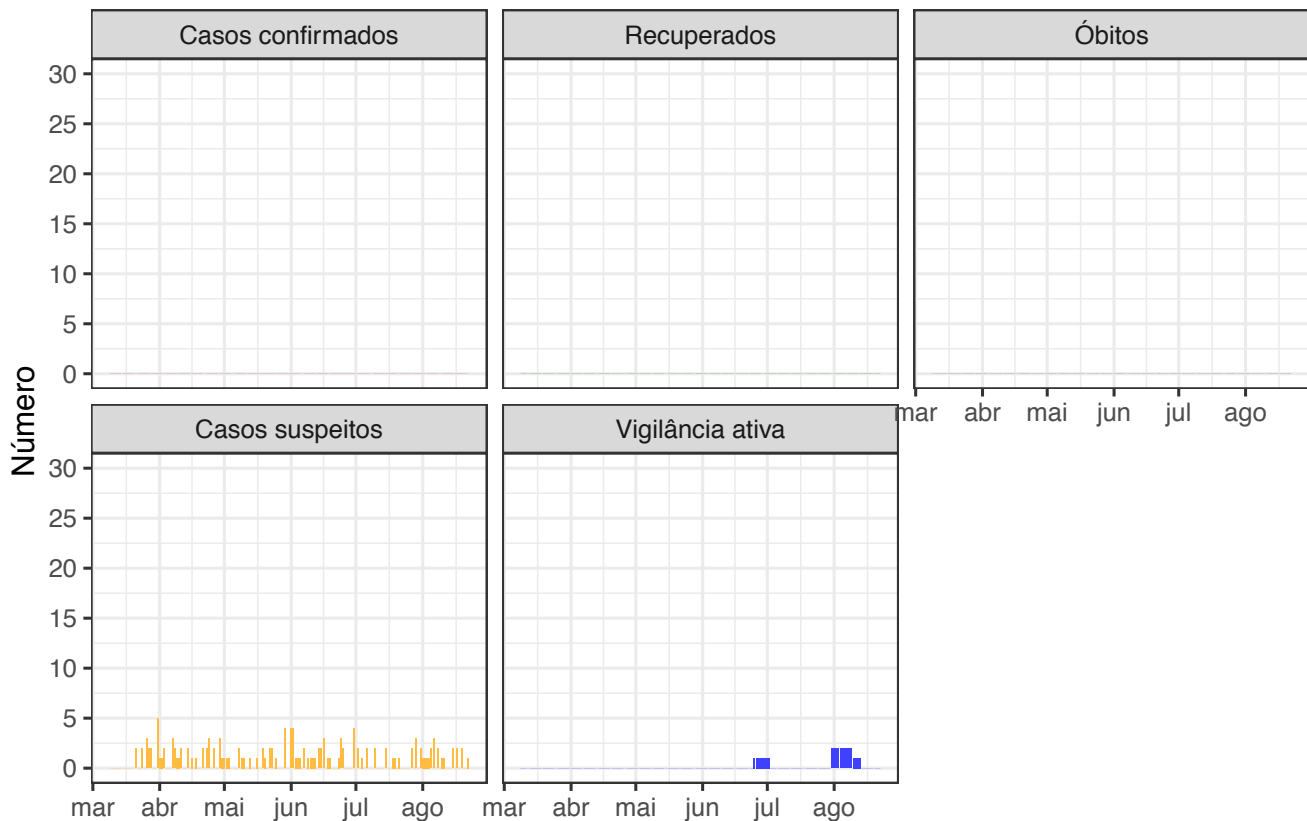 Casos confirmados
Recuperados
Óbitos
30
25
20
15
10
5
0
mar abr mai jun jul ago
Número
Casos suspeitos
Vigilância ativa
30
25
20
15
10
5
0
mar abr mai jun jul ago
mar abr mai jun jul ago